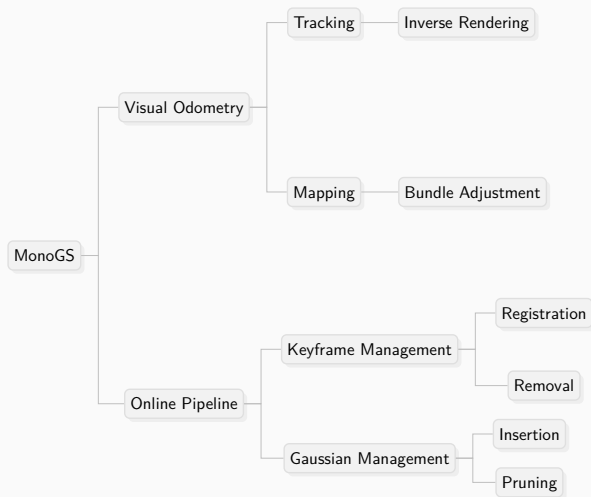 Tracking
Inverse Rendering
Visual Odometry
Mapping
Bundle Adjustment
MonoGS
Registration
Keyframe Management
Removal
Online Pipeline
Insertion
Gaussian Management
Pruning